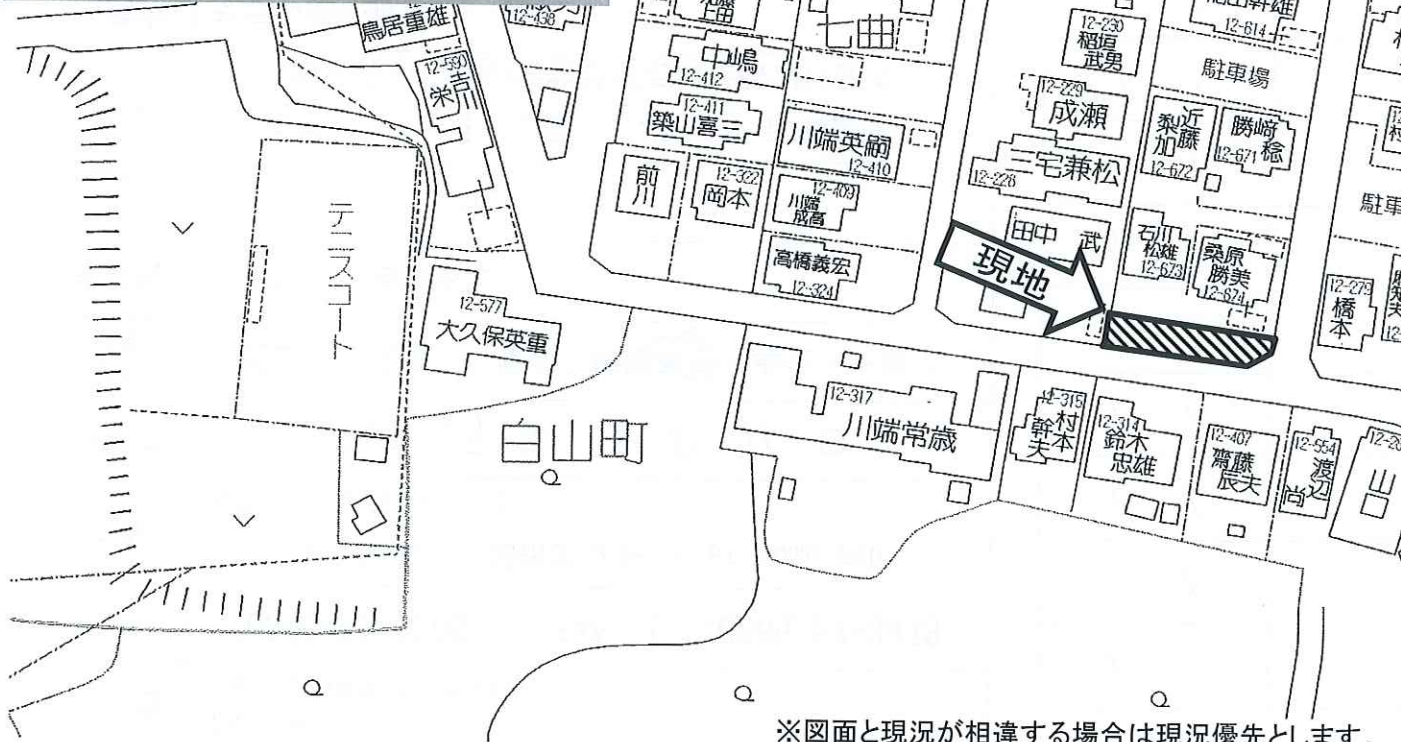 鳥居重雄
12-438
上田
七曲
12-230
稲垣
武男
12-614
駐車場
12-590
吉川
栄一
中嶋
12-412
12-411
築山喜三
川端英嗣
12-410
12-229
成瀬
三宅兼松
12-228
近藤
梨加
12-672
勝崎
稔
12-671
前川
12-322
岡本
12-409
川端
成高
高橋義宏
12-324
田中 武
石川
松雄
12-673
桑原
勝美
12-674
現地
12-279
橋本
テニスコート
12-577
大久保英重
白山町
12-317
川端常歳
12-315
村本
幹夫
12-314
鈴木
忠雄
12-407
齋藤
辰夫
12-554
渡辺
尚
※図面と現況が相違する場合は現況優先とします。